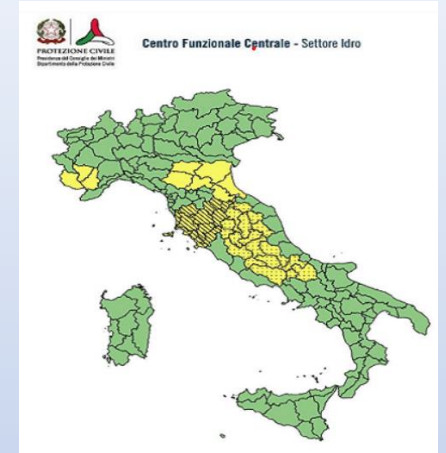 PROTEZIONE CIVILE
Presidenza del Consiglio dei Ministri
Dipartimento della Protezione Civile
Centro Funzionale Centrale - Settore Idro